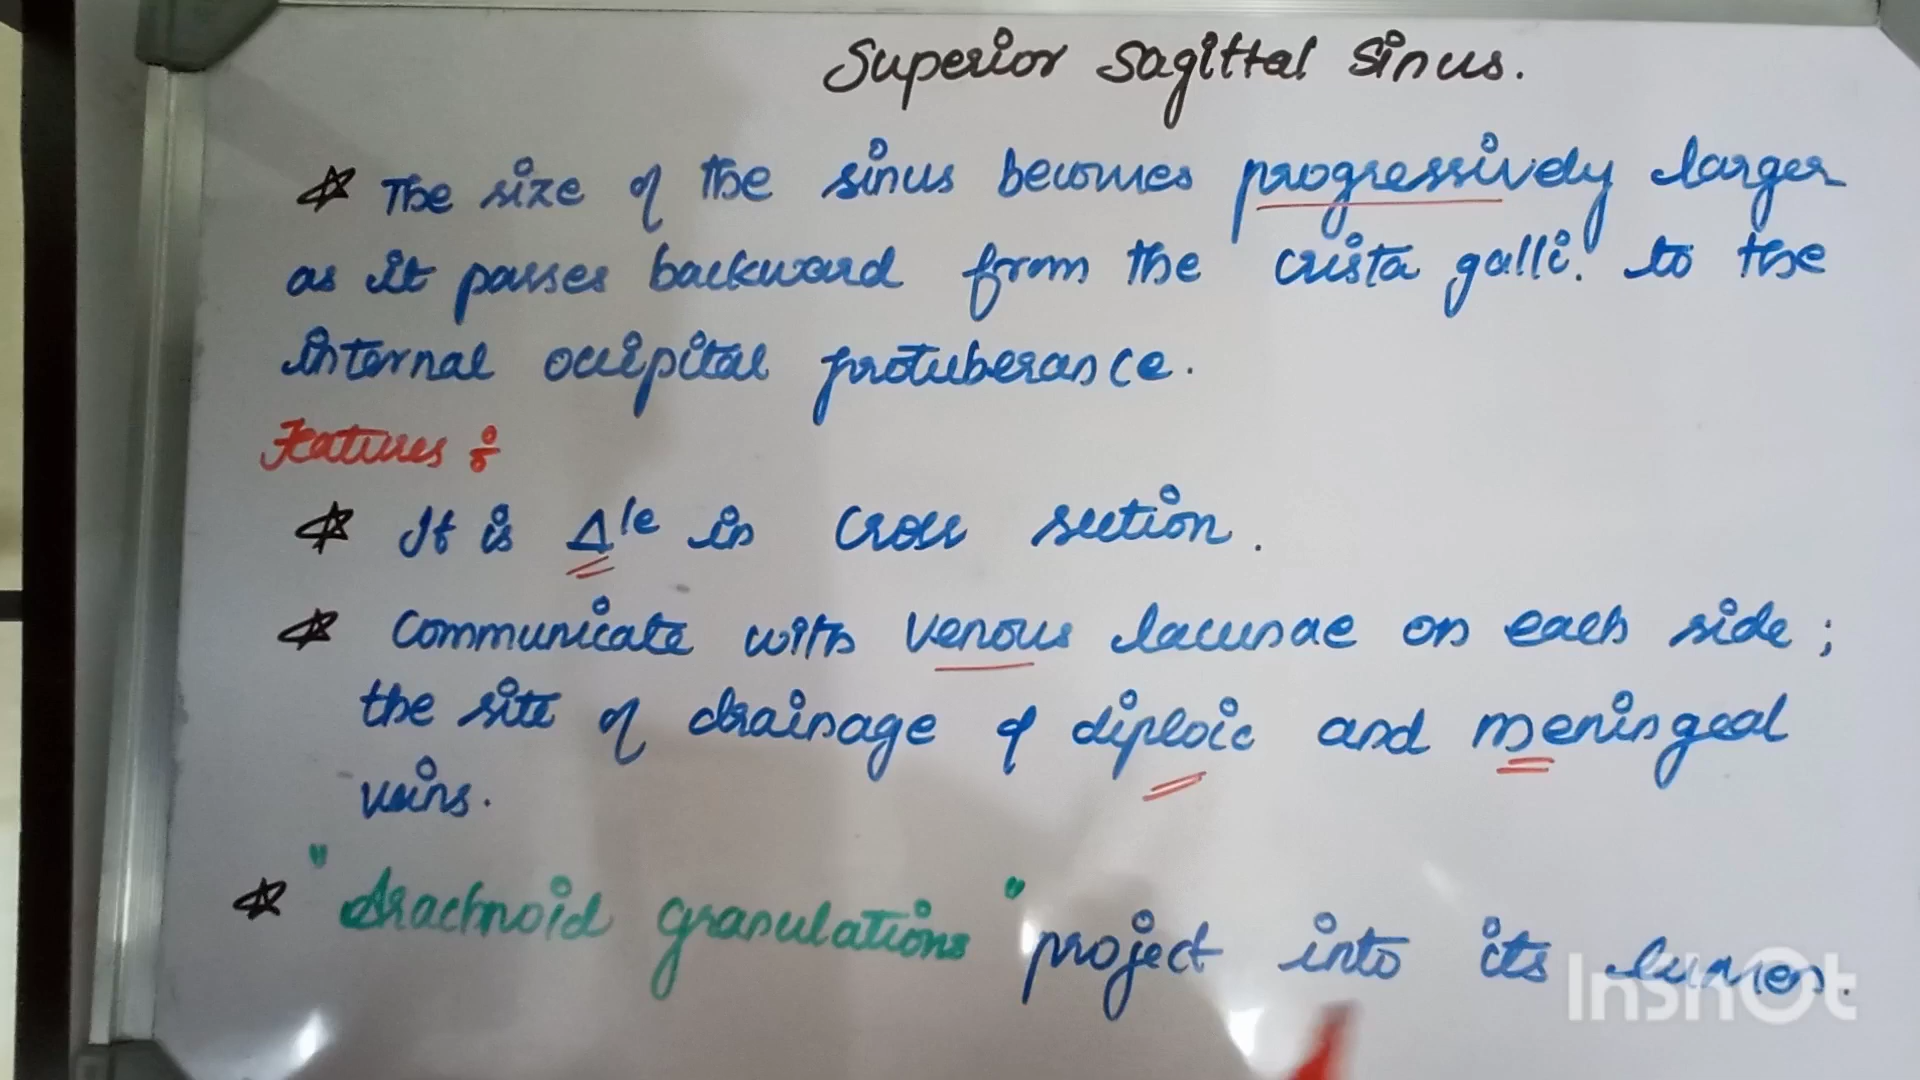 Superior Sagittal Sinus.
☆ The size of the sinus becomes progressively larger
as it passes backward from the crista galli. to the
internal occipital protuberance.
Features :
☆ It is Δle in cross section.
☆ Communicate with venous lacunae on each side ;
the site of drainage of diploic and meningeal
veins.
☆ "Arachnoid granulations" project into its lumen.
InshOt